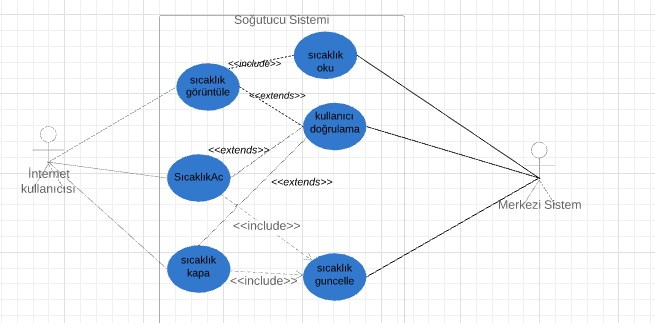 Soğutucu Sistemi
<<include>>
sıcaklık
oku
sıcaklık
görüntüle
<<extends>>
kullanıcı
doğrulama
<<extends>>
İnternet
kullanıcısı
SıcaklıkAc
<<extends>>
Merkezi Sistem
<<include>>
sıcaklık
kapa
sıcaklık
guncelle
<<include>>